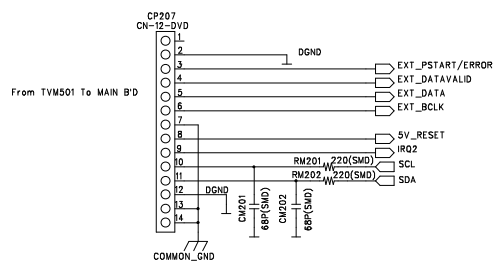 CP207
CN-12-DVD
1
2
DGND
3
EXT_PSTART/ERROR
4
EXT_DATAVALID
From TVM501 To MAIN B'D
5
EXT_DATA
6
EXT_BCLK
7
8
5V_RESET
9
IRQ2
10
RM201
220(SMD)
SCL
11
RM202
220(SMD)
SDA
12
DGND
13
14
CM201
68P(SMD)
CM202
68P(SMD)
COMMON_GND